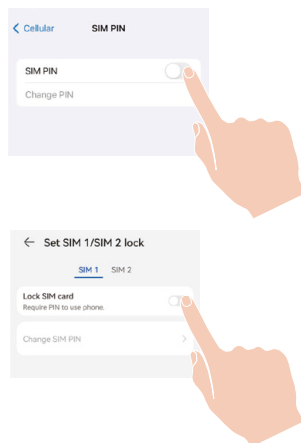 Cellular SIM PIN
SIM PIN
Change PIN
Set SIM 1/SIM 2 lock
SIM 1 SIM 2
Lock SIM card
Require PIN to use phone.
Change SIM PIN